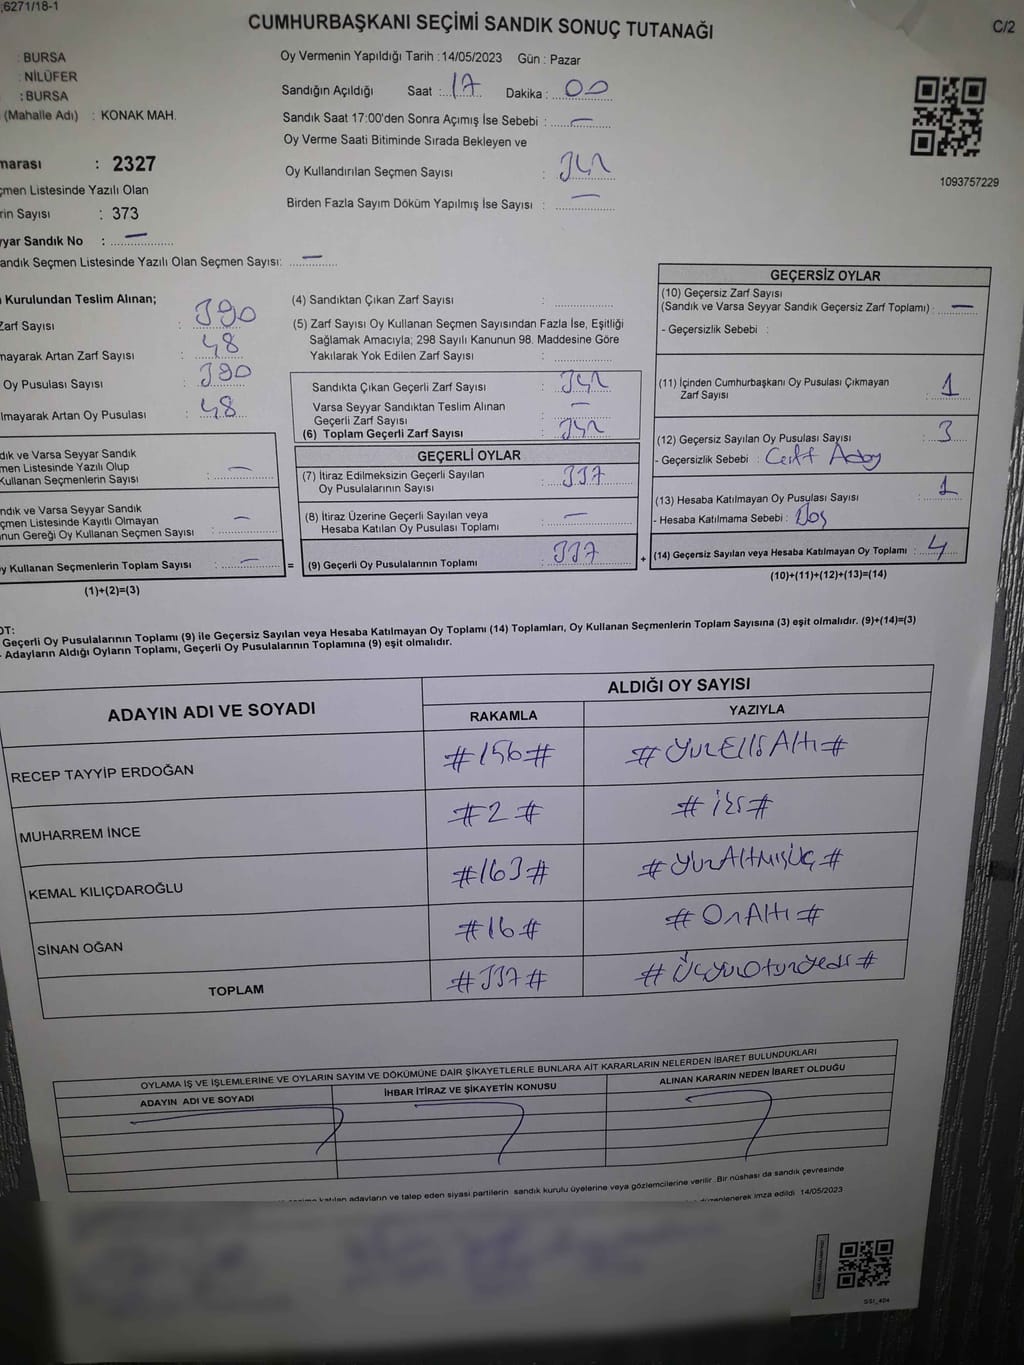 ;6271/18-1
CUMHURBAŞKANI SEÇİMİ SANDIK SONUÇ TUTANAĞI
C/2
: BURSA
: NİLÜFER
: BURSA
(Mahalle Adı) : KONAK MAH.
marası : 2327
çmen Listesinde Yazılı Olan
rin Sayısı : 373
yyar Sandık No : —
andık Seçmen Listesinde Yazılı Olan Seçmen Sayısı: —
Oy Vermenin Yapıldığı Tarih : 14/05/2023 Gün : Pazar
Sandığın Açıldığı Saat : 17 Dakika : 00
Sandık Saat 17:00'den Sonra Açımış İse Sebebi : —
Oy Verme Saati Bitiminde Sırada Bekleyen ve
Oy Kullandırılan Seçmen Sayısı : 342
Birden Fazla Sayım Döküm Yapılmış İse Sayısı : —
1093757229
Kurulundan Teslim Alınan;
Zarf Sayısı : 390
mayarak Artan Zarf Sayısı : 48
Oy Pusulası Sayısı : 390
lmayarak Artan Oy Pusulası : 48
dık ve Varsa Seyyar Sandık
men Listesinde Yazılı Olup
Kullanan Seçmenlerin Sayısı : —
ndık ve Varsa Seyyar Sandık
çmen Listesinde Kayıtlı Olmayan
nun Gereği Oy Kullanan Seçmen Sayısı : —
y Kullanan Seçmenlerin Toplam Sayısı : — =
(1)+(2)=(3)
(4) Sandıktan Çıkan Zarf Sayısı :
(5) Zarf Sayısı Oy Kullanan Seçmen Sayısından Fazla İse, Eşitliği
Sağlamak Amacıyla; 298 Sayılı Kanunun 98. Maddesine Göre
Yakılarak Yok Edilen Zarf Sayısı :
Sandıkta Çıkan Geçerli Zarf Sayısı : 342
Varsa Seyyar Sandıktan Teslim Alınan
Geçerli Zarf Sayısı : —
(6) Toplam Geçerli Zarf Sayısı : 342
GEÇERLİ OYLAR
(7) İtiraz Edilmeksizin Geçerli Sayılan
Oy Pusulalarının Sayısı : 337
(8) İtiraz Üzerine Geçerli Sayılan veya
Hesaba Katılan Oy Pusulası Toplamı : —
(9) Geçerli Oy Pusulalarının Toplamı : 337 +
GEÇERSİZ OYLAR
(10) Geçersiz Zarf Sayısı
(Sandık ve Varsa Seyyar Sandık Geçersiz Zarf Toplamı) : —
- Geçersizlik Sebebi :
(11) İçinden Cumhurbaşkanı Oy Pusulası Çıkmayan
Zarf Sayısı : 1
(12) Geçersiz Sayılan Oy Pusulası Sayısı : 3
- Geçersizlik Sebebi : Çift Aday
(13) Hesaba Katılmayan Oy Pusulası Sayısı : 1
- Hesaba Katılmama Sebebi : Boş
(14) Geçersiz Sayılan veya Hesaba Katılmayan Oy Toplamı : 4
(10)+(11)+(12)+(13)=(14)
OT:
Geçerli Oy Pusulalarının Toplamı (9) ile Geçersiz Sayılan veya Hesaba Katılmayan Oy Toplamı (14) Toplamları, Oy Kullanan Seçmenlerin Toplam Sayısına (3) eşit olmalıdır. (9)+(14)=(3)
- Adayların Aldığı Oyların Toplamı, Geçerli Oy Pusulalarının Toplamına (9) eşit olmalıdır.
ADAYIN ADI VE SOYADI
ALDIĞI OY SAYISI
RAKAMLA YAZIYLA
RECEP TAYYİP ERDOĞAN #156# #YüzElliAltı#
MUHARREM İNCE #2# #iki#
KEMAL KILIÇDAROĞLU #163# #YüzAltmışÜç#
SİNAN OĞAN #16# #OnAltı#
TOPLAM #337# #ÜçyüzOtuzyedi#
OYLAMA İŞ VE İŞLEMLERİNE VE OYLARIN SAYIM VE DÖKÜMÜNE DAİR ŞİKAYETLERLE BUNLARA AİT KARARLARIN NELERDEN İBARET BULUNDUKLARI
ADAYIN ADI VE SOYADI İHBAR İTİRAZ VE ŞİKAYETİN KONUSU ALINAN KARARIN NEDEN İBARET OLDUĞU
katılan adayların ve talep eden siyasi partilerin sandık kurulu üyelerine veya gözlemcilerine verilir. Bir nüshası da sandık çevresinde
düzenlenerek imza edildi. 14/05/2023
SSI_404